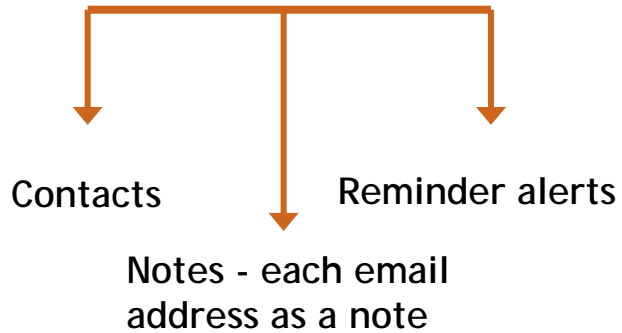 Contacts
Reminder alerts
Notes - each email
address as a note